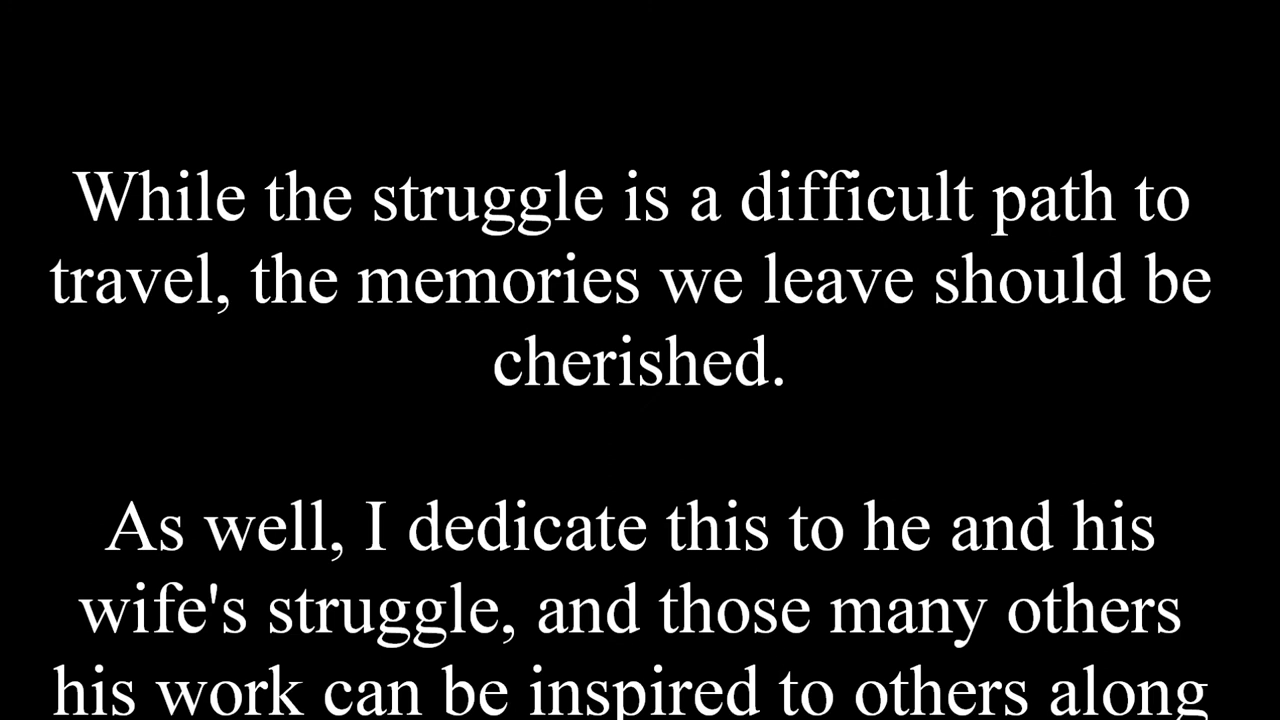 While the struggle is a difficult path to
travel, the memories we leave should be
cherished.
As well, I dedicate this to he and his
wife's struggle, and those many others
his work can be inspired to others along